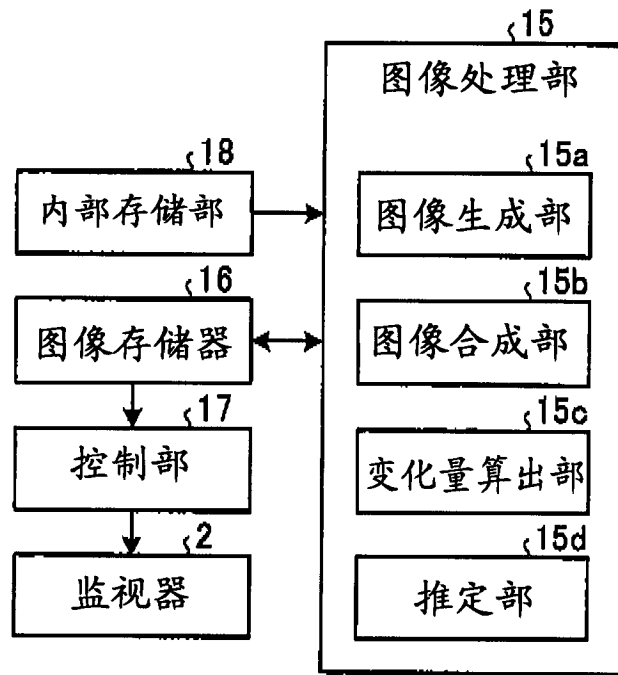 15
图像处理部
18
内部存储部
15a
图像生成部
16
图像存储器
15b
图像合成部
17
控制部
15c
变化量算出部
2
监视器
15d
推定部